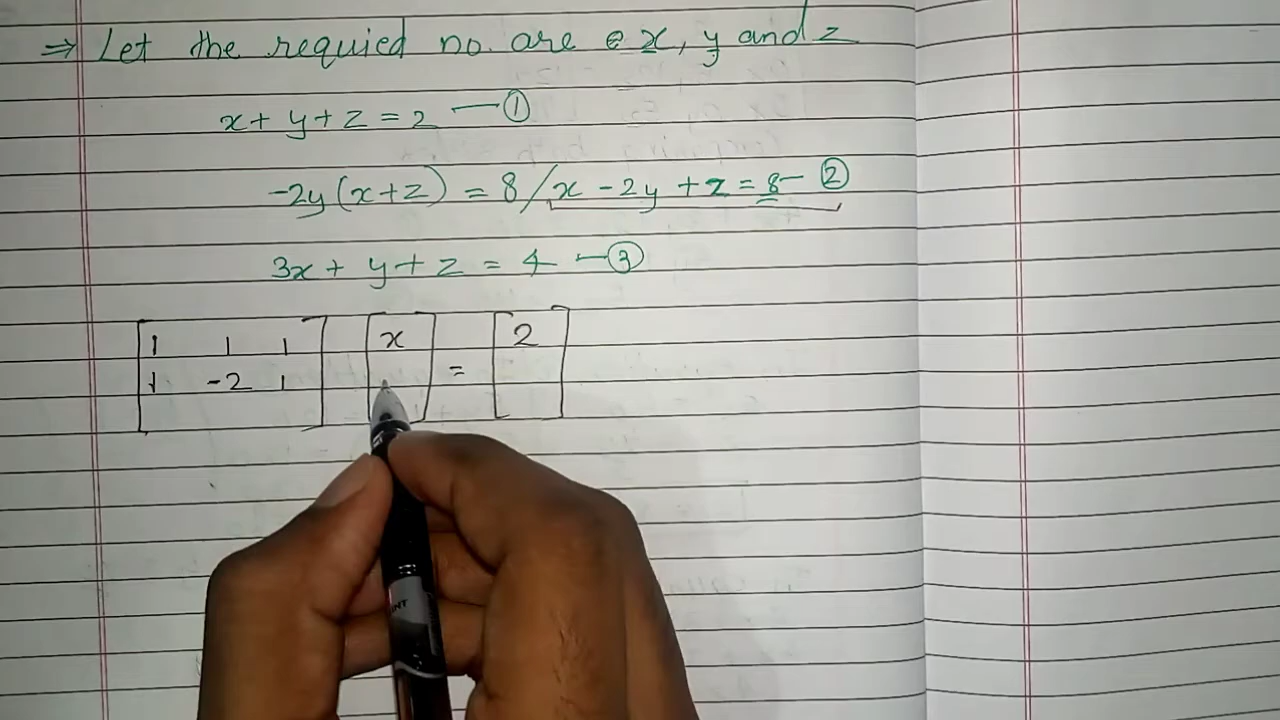 ⇒ Let the requied no. are x, y and z
x + y + z = 2 — ①
-2y (x+z) = 8 / x - 2y + z = 8 — ②
3x + y + z = 4 — ③
[ 1 1 1 ] [ x ] = [ 2 ]
[ 1 -2 1 ]